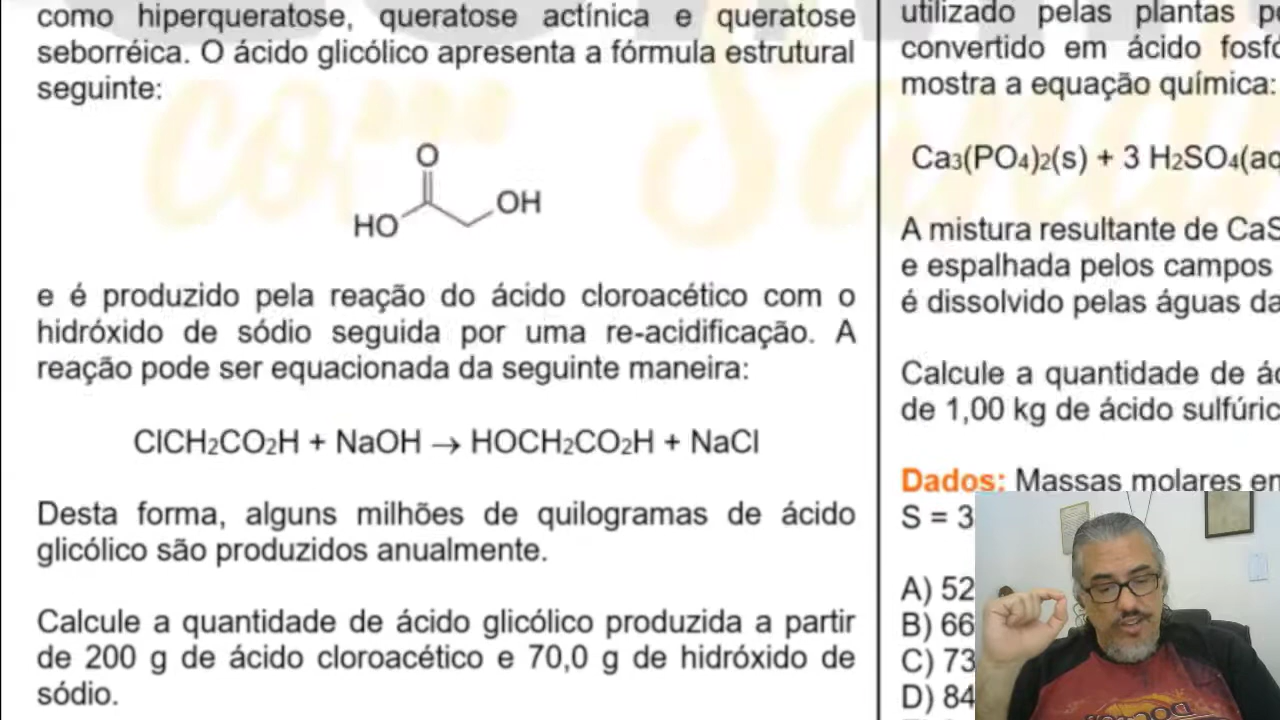 como hiperqueratose, queratose actínica e queratose
seborréica. O ácido glicólico apresenta a fórmula estrutural
seguinte:
O
HO
OH
e é produzido pela reação do ácido cloroacético com o
hidróxido de sódio seguida por uma re-acidificação. A
reação pode ser equacionada da seguinte maneira:
ClCH₂CO₂H + NaOH → HOCH₂CO₂H + NaCl
Desta forma, alguns milhões de quilogramas de ácido
glicólico são produzidos anualmente.
Calcule a quantidade de ácido glicólico produzida a partir
de 200 g de ácido cloroacético e 70,0 g de hidróxido de
sódio.
utilizado pelas plantas
convertido em ácido
mostra a equação química:
Ca₃(PO₄)₂(s) + 3 H₂SO₄(aq
A mistura resultante de
e espalhada pelos campos
é dissolvido pelas águas
Calcule a quantidade de
de 1,00 kg de ácido
Dados: Massas molares
S = 3
A) 52
B) 66
C) 73
D) 84
com